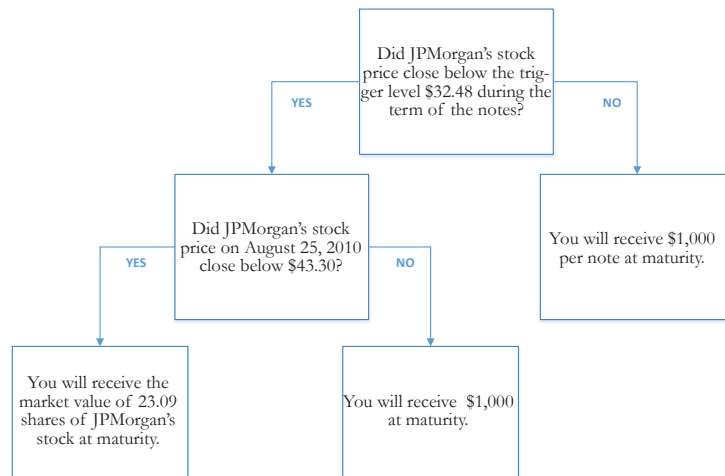 Did JPMorgan's stock
price close below the trig-
ger level $32.48 during the
term of the notes?
YES
NO
Did JPMorgan's stock
price on August 25, 2010
close below $43.30?
You will receive $1,000
per note at maturity.
YES
NO
You will receive the
market value of 23.09
shares of JPMorgan's
stock at maturity.
You will receive $1,000
at maturity.